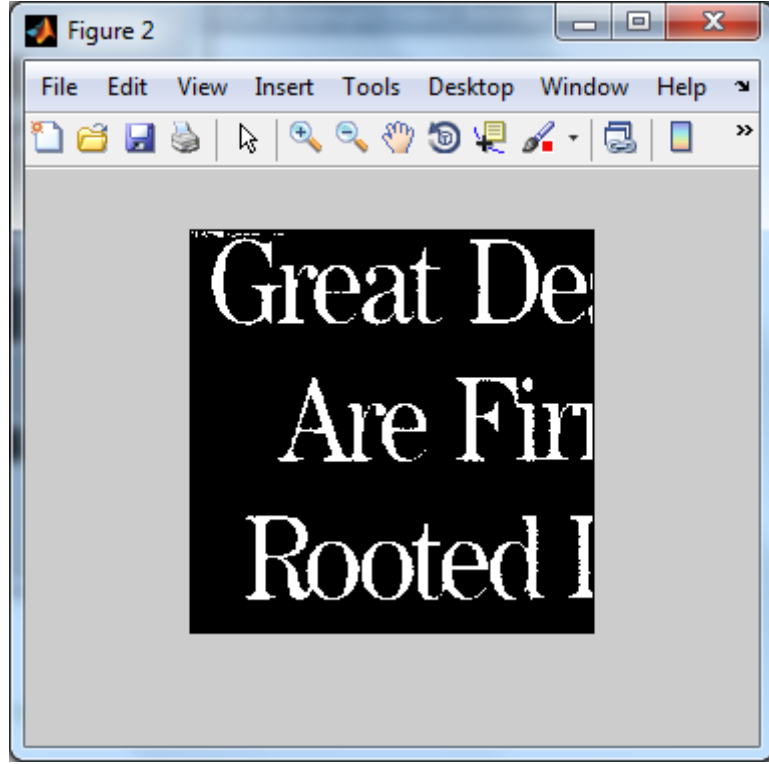 Figure 2
File Edit View Insert Tools Desktop Window Help
Great De
Are Fir
Rooted